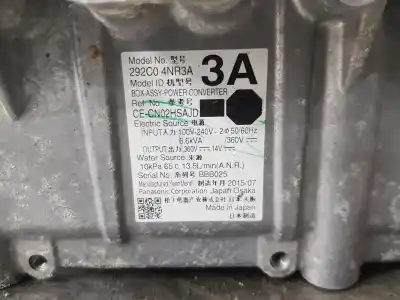 Model No. 型号
292C0 4NR3A
3A
Model ID 机型号
BOX-ASSY-POWER-CONVERTER
Ref. No. 参考号
CE-CN02HSAJD
Electric Source 电源
INPUT 入力 100V-240V~ 2Φ 50/60Hz
6.6kVA /360V⎓
OUTPUT 出力 360V⎓ 14V⎓
Water Source 水源
10kPa 65℃ 13.5L/min(A.N.R.)
Serial No. 系列号 BBB025
Manufactured (Year/Month) 制造年月 2015/07
Panasonic Corporation Japan Osaka
Made in Japan
日本制造